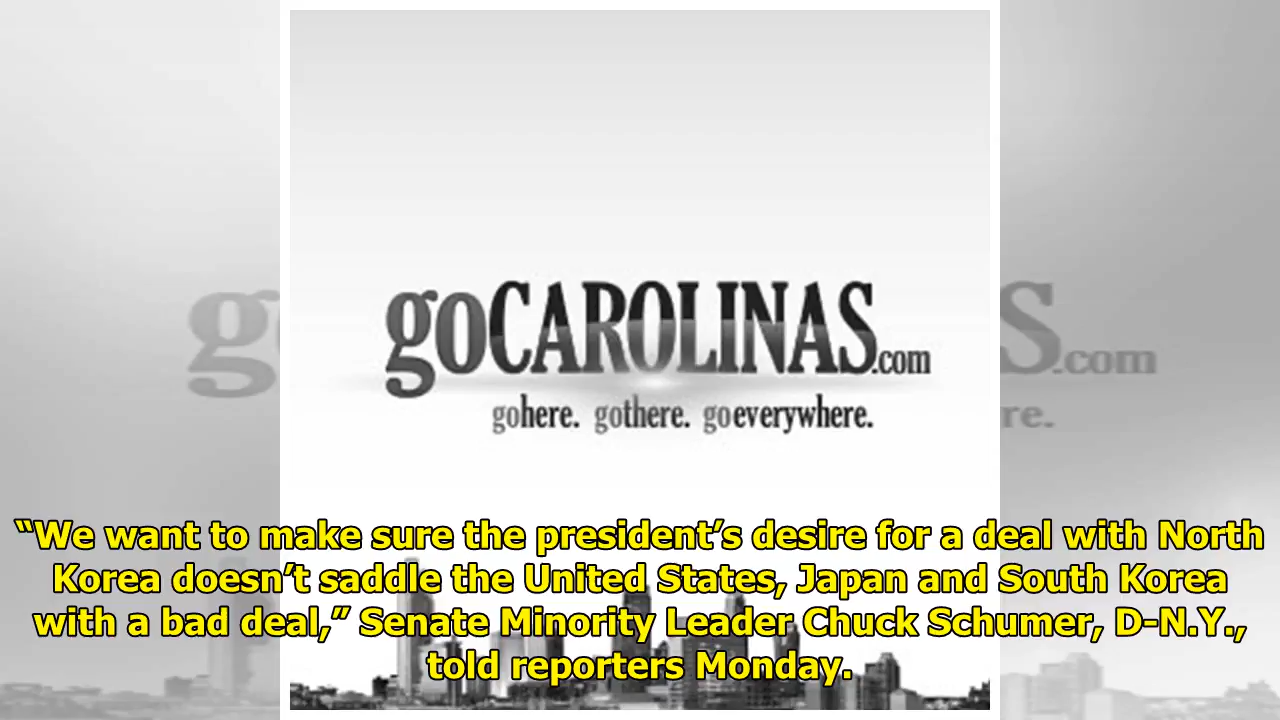 goCAROLINAS.com
gohere. gothere. goeverywhere.
S.com
re.
“We want to make sure the president’s desire for a deal with North
Korea doesn’t saddle the United States, Japan and South Korea
with a bad deal,” Senate Minority Leader Chuck Schumer, D-N.Y.,
told reporters Monday.